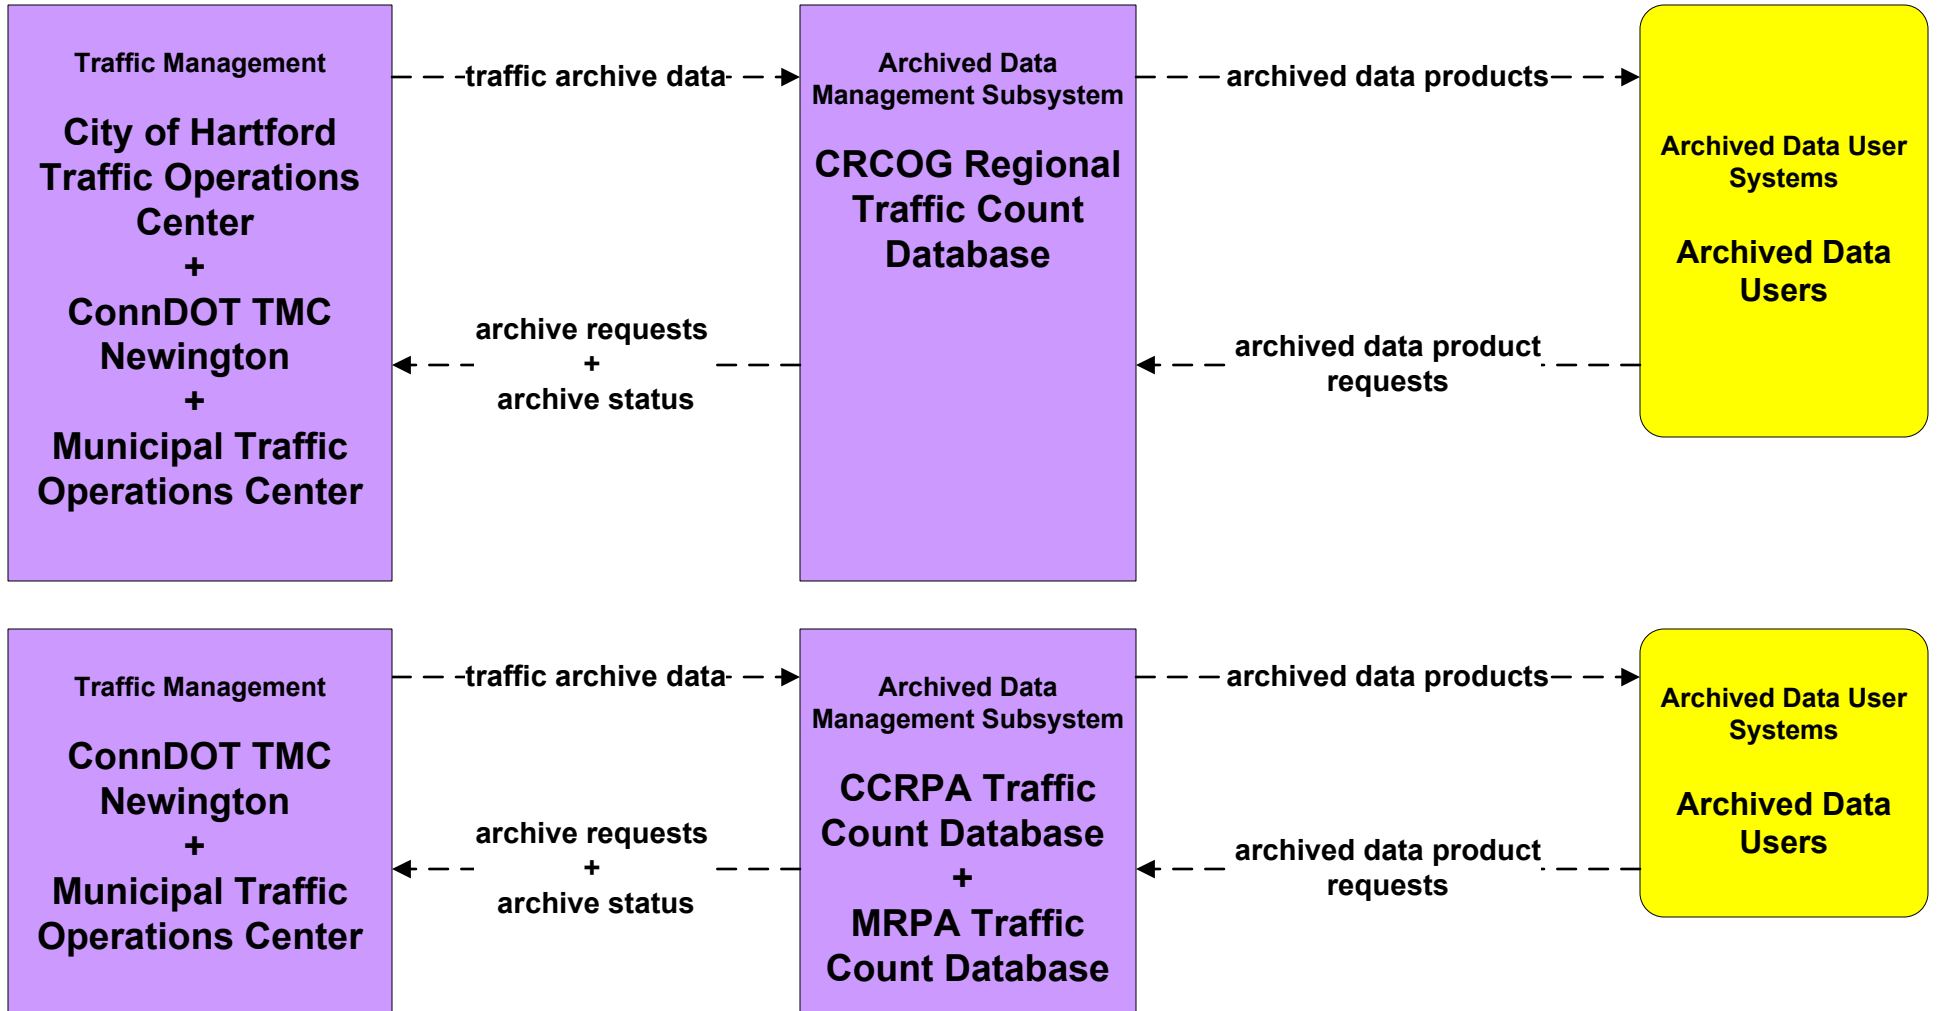 Traffic Management
City of Hartford
Traffic Operations
Center
+
ConnDOT TMC
Newington
+
Municipal Traffic
Operations Center
traffic archive data
archive requests
+
archive status
Archived Data
Management Subsystem
CRCOG Regional
Traffic Count
Database
archived data products
archived data product
requests
Archived Data User
Systems
Archived Data
Users
Traffic Management
ConnDOT TMC
Newington
+
Municipal Traffic
Operations Center
traffic archive data
archive requests
+
archive status
Archived Data
Management Subsystem
CCRPA Traffic
Count Database
+
MRPA Traffic
Count Database
archived data products
archived data product
requests
Archived Data User
Systems
Archived Data
Users